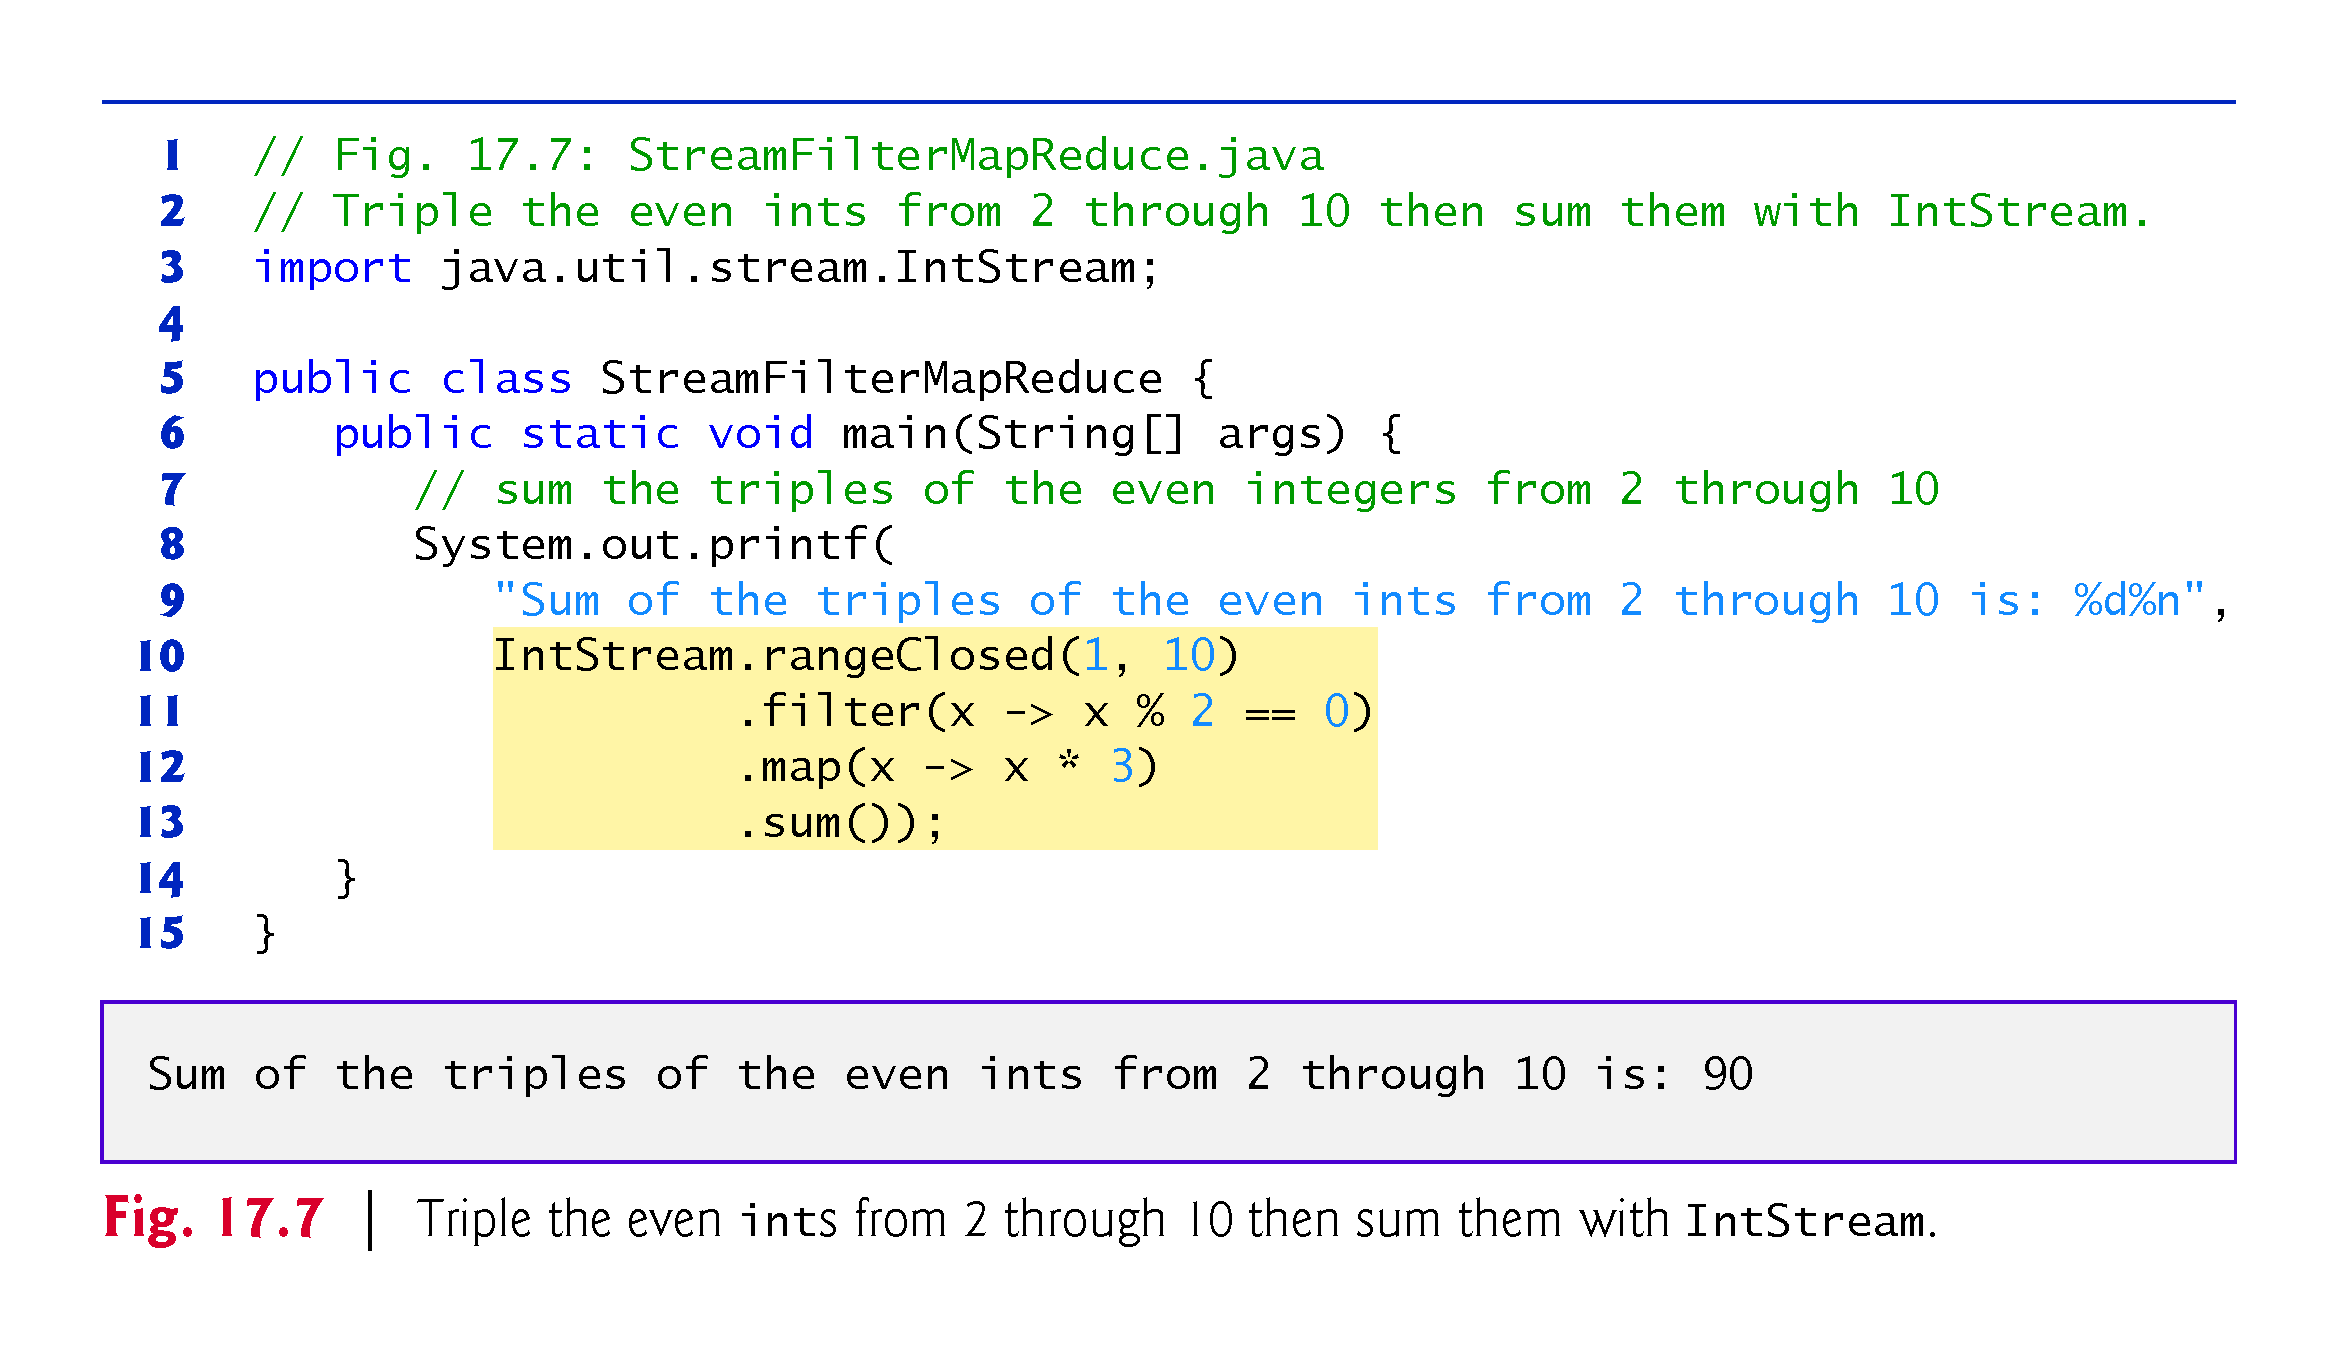 1 // Fig. 17.7: StreamFilterMapReduce.java
2 // Triple the even ints from 2 through 10 then sum them with IntStream.
3 import java.util.stream.IntStream;
4
5 public class StreamFilterMapReduce {
6    public static void main(String[] args) {
7       // sum the triples of the even integers from 2 through 10
8       System.out.printf(
9          "Sum of the triples of the even ints from 2 through 10 is: %d%n",
10          IntStream.rangeClosed(1, 10)
11                   .filter(x -> x % 2 == 0)
12                   .map(x -> x * 3)
13                   .sum());
14    }
15 }
Sum of the triples of the even ints from 2 through 10 is: 90
Fig. 17.7 | Triple the even ints from 2 through 10 then sum them with IntStream.